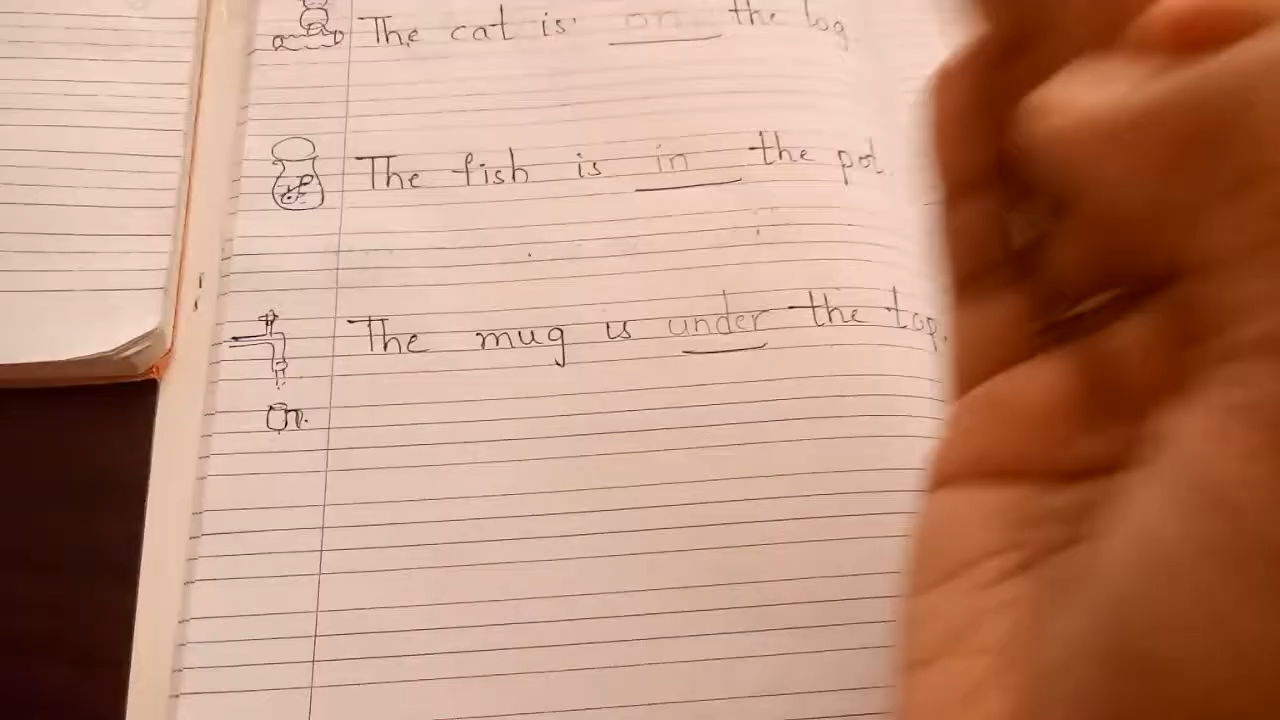 The cat is on the log
The fish is in the pot.
The mug is under the tap.